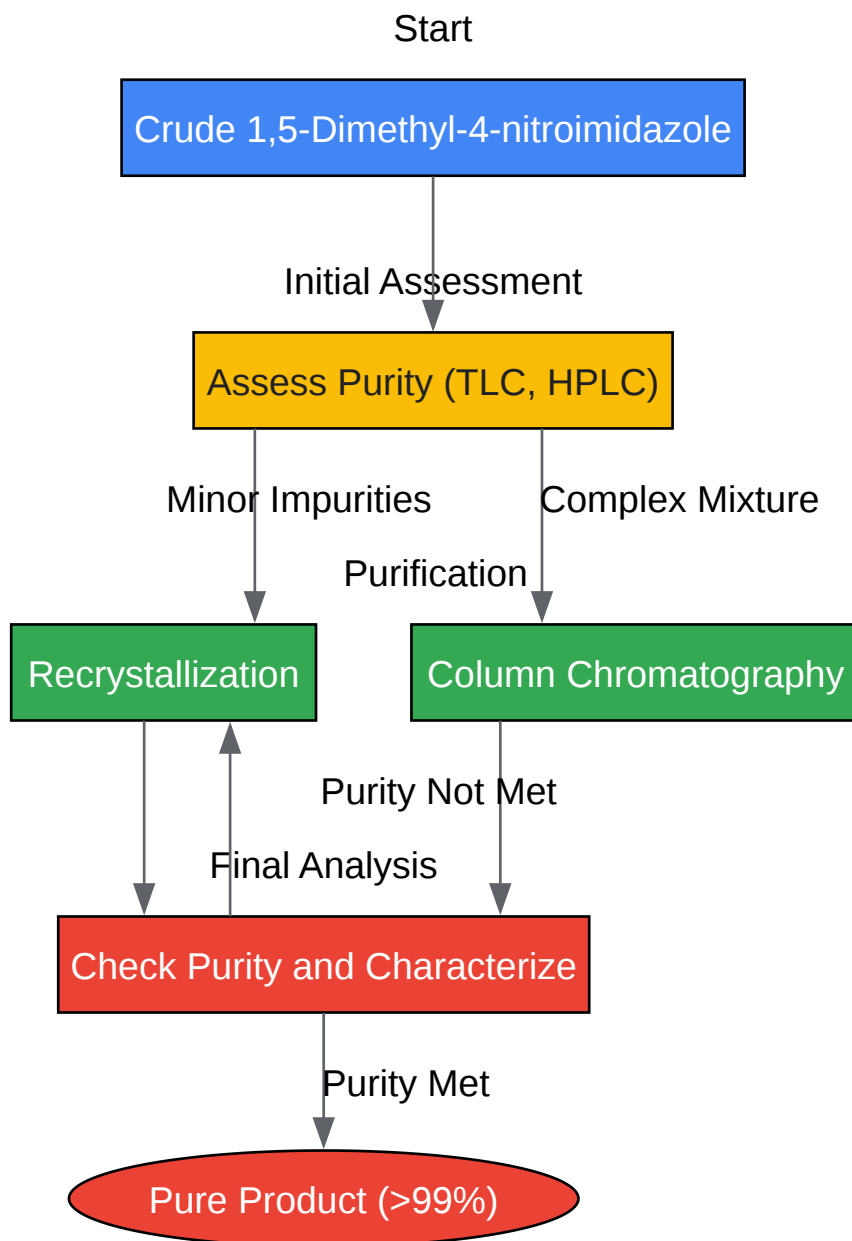 Start
Crude 1,5-Dimethyl-4-nitroimidazole
Initial Assessment
Assess Purity (TLC, HPLC)
Minor Impurities
Complex Mixture
Purification
Recrystallization
Column Chromatography
Purity Not Met
Final Analysis
Check Purity and Characterize
Purity Met
Pure Product (>99%)